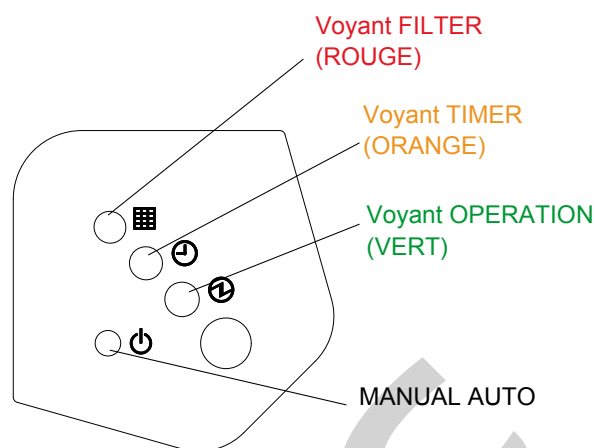 Voyant FILTER
(ROUGE)
Voyant TIMER
(ORANGE)
Voyant OPERATION
(VERT)
MANUAL AUTO